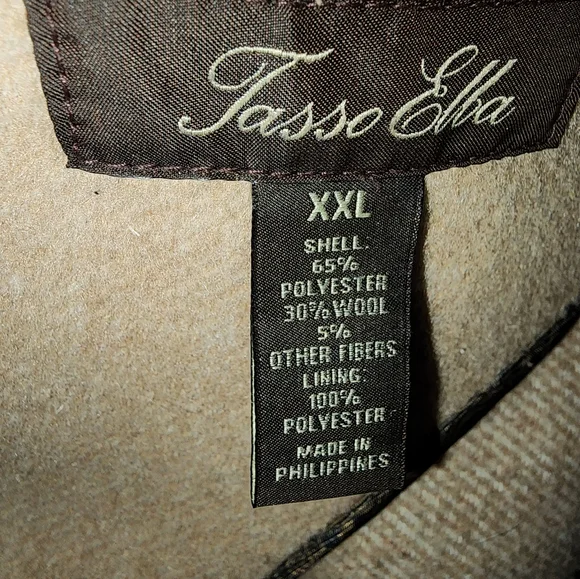 Tasso Elba
XXL
SHELL:
65%
POLYESTER
30% WOOL
5%
OTHER FIBERS
LINING:
100%
POLYESTER
MADE IN
PHILIPPINES